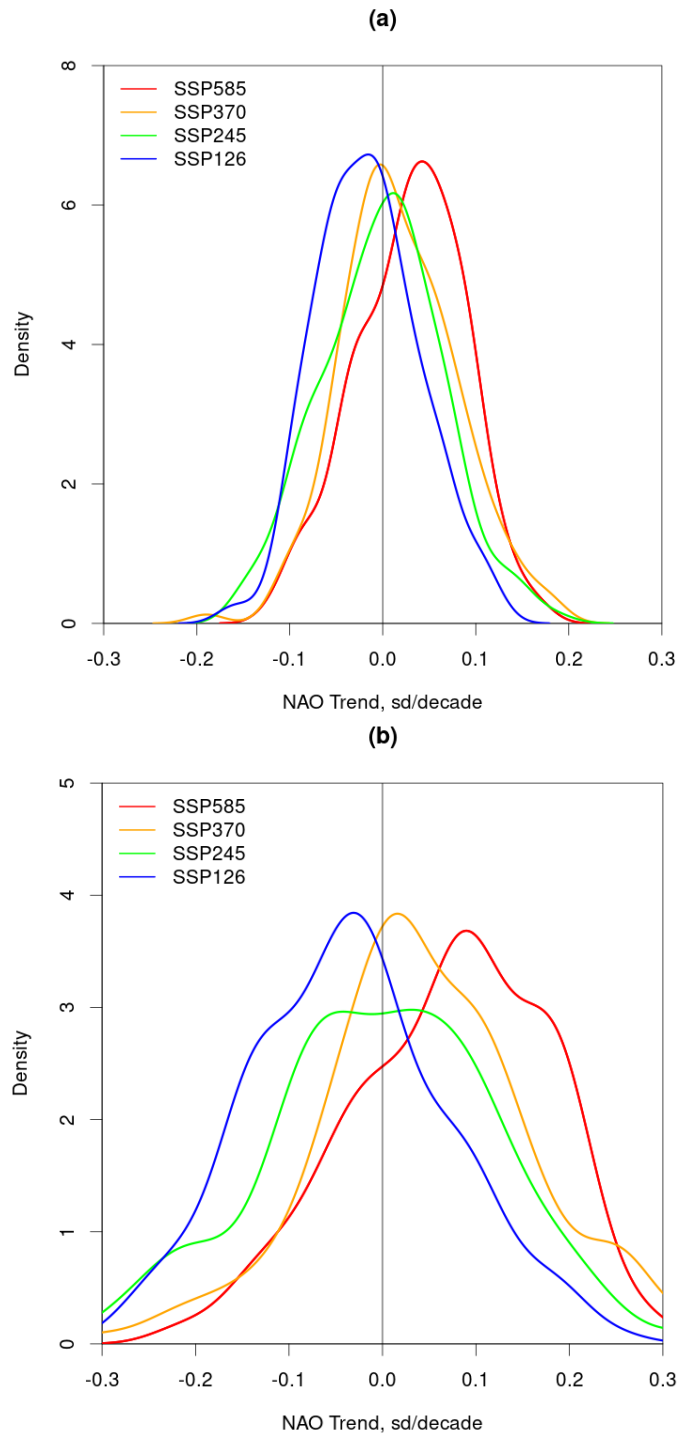 (a)
8
6
4
2
0
Density
SSP585
SSP370
SSP245
SSP126
-0.3 -0.2 -0.1 0.0 0.1 0.2 0.3
NAO Trend, sd/decade
(b)
5
4
3
2
1
0
Density
SSP585
SSP370
SSP245
SSP126
-0.3 -0.2 -0.1 0.0 0.1 0.2 0.3
NAO Trend, sd/decade